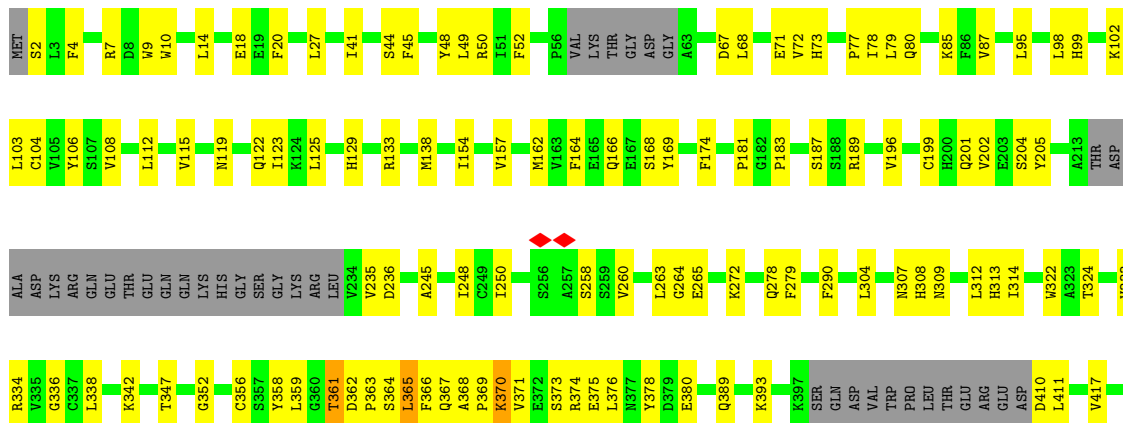 MET S2 L3 F4 R7 D8 W9 W10 L14 E18 E19 F20 L27 I41 S44 P45 Y48 L49 R50 I51 F52 P56 VAL LYS THR GLY ASP GLY A63 D67 L68 E71 V72 H73 P77 I78 L79 Q80 K85 F86 V87 L95 L98 H99 K102
L103 C104 V105 Y106 S107 V108 L112 V115 N119 Q122 I123 K124 L125 H129 R133 M138 I154 V157 M162 V163 F164 E165 Q166 E167 S168 Y169 F174 P181 G182 P183 S187 S188 R189 V196 C199 H200 Q201 V202 E203 S204 Y205 A213 THR ASP
ALA ASP LYS ARG GLN GLU THR GLU GLN GLN LYS HIS GLY SER GLY LYS ARG LEU V234 V235 D236 A245 I248 C249 I250 S256 A257 S258 S259 V260 L263 G264 E265 K272 Q278 F279 F290 L304 N307 H308 N309 L312 H313 I314 W322 A323 T324
R334 V335 G336 C337 L338 K342 T347 G352 C356 S357 Y358 L359 G360 T361 D362 P363 S364 L365 F366 Q367 A368 P369 K370 V371 E372 S373 R374 E375 L376 N377 Y378 D379 E380 Q389 K393 K397 SER GLN ASP VAL TRP PRO LEU THR GLU ARG GLU ASP D410 L411 V417